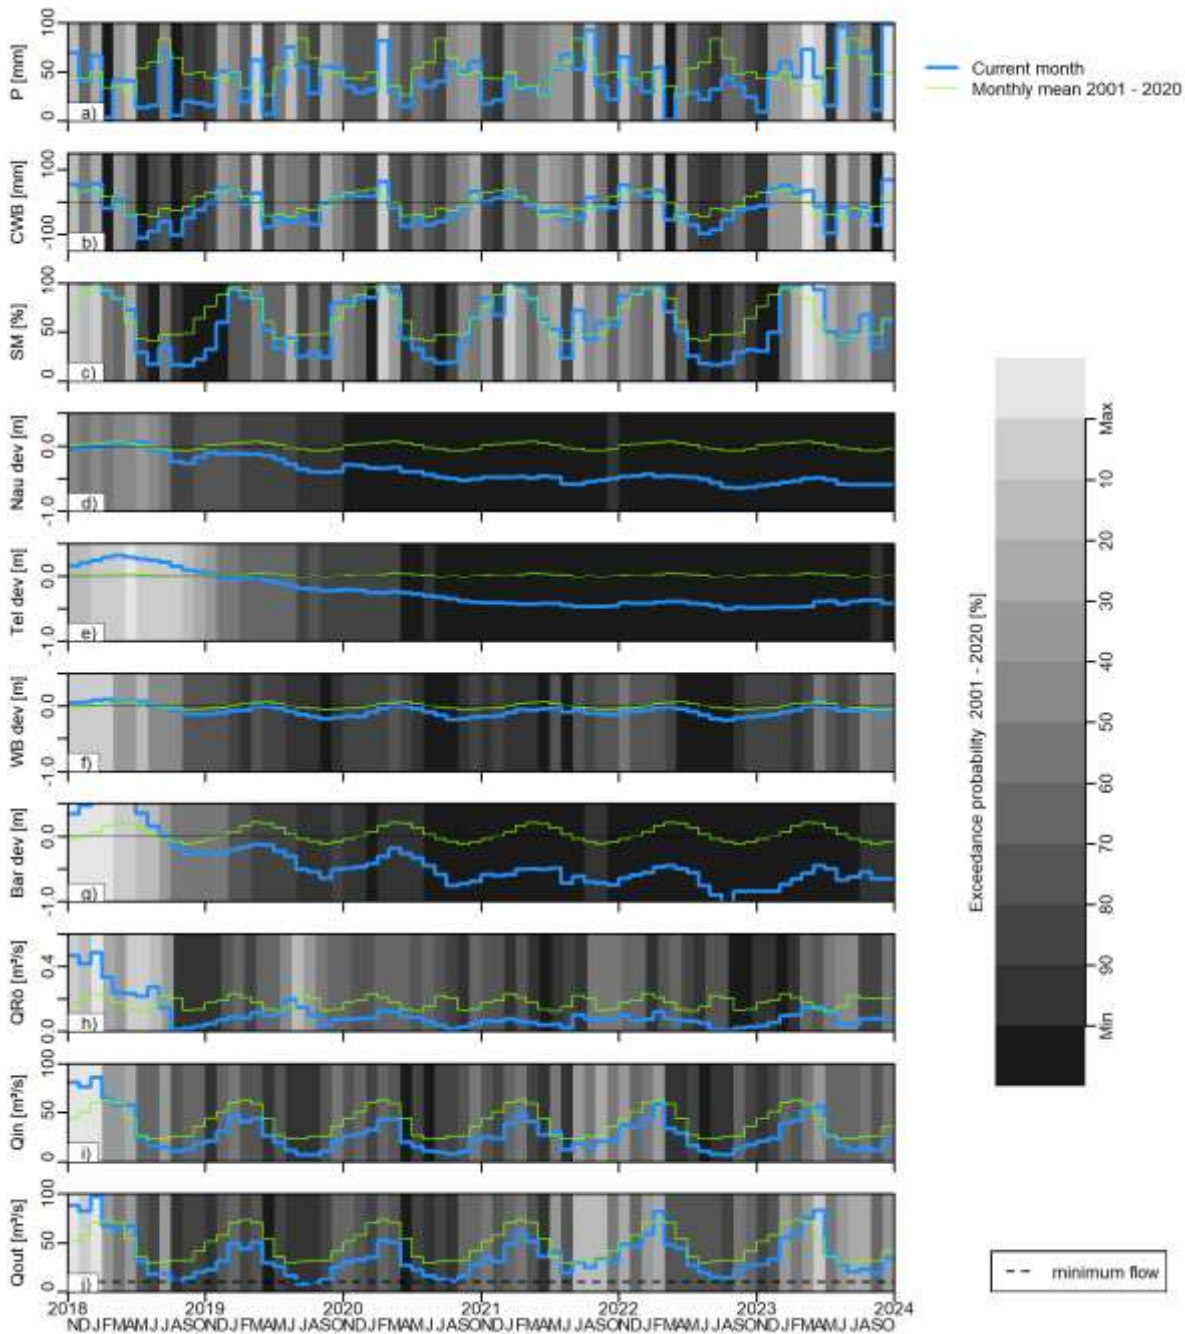 P [mm]
100
50
0
a)
Current month
Monthly mean 2001 - 2020
CWB [mm]
100
-100
b)
SM [%]
100
50
0
c)
Nau dev [m]
0.0
-1.0
d)
Tel dev [m]
0.0
-1.0
e)
WB dev [m]
0.0
-1.0
f)
Bar dev [m]
0.0
-1.0
g)
QRö [m³/s]
0.4
0.0
h)
Qin [m³/s]
100
50
0
i)
Qout [m³/s]
100
50
0
j)
2018 2019 2020 2021 2022 2023 2024
NDJFMAMJJASONDJFMAMJJASONDJFMAMJJASONDJFMAMJJASONDJFMAMJJASONDJFMAMJJASO
Exceedance probability 2001 - 2020 [%]
Max
10
20
30
40
50
60
70
80
90
Min
minimum flow